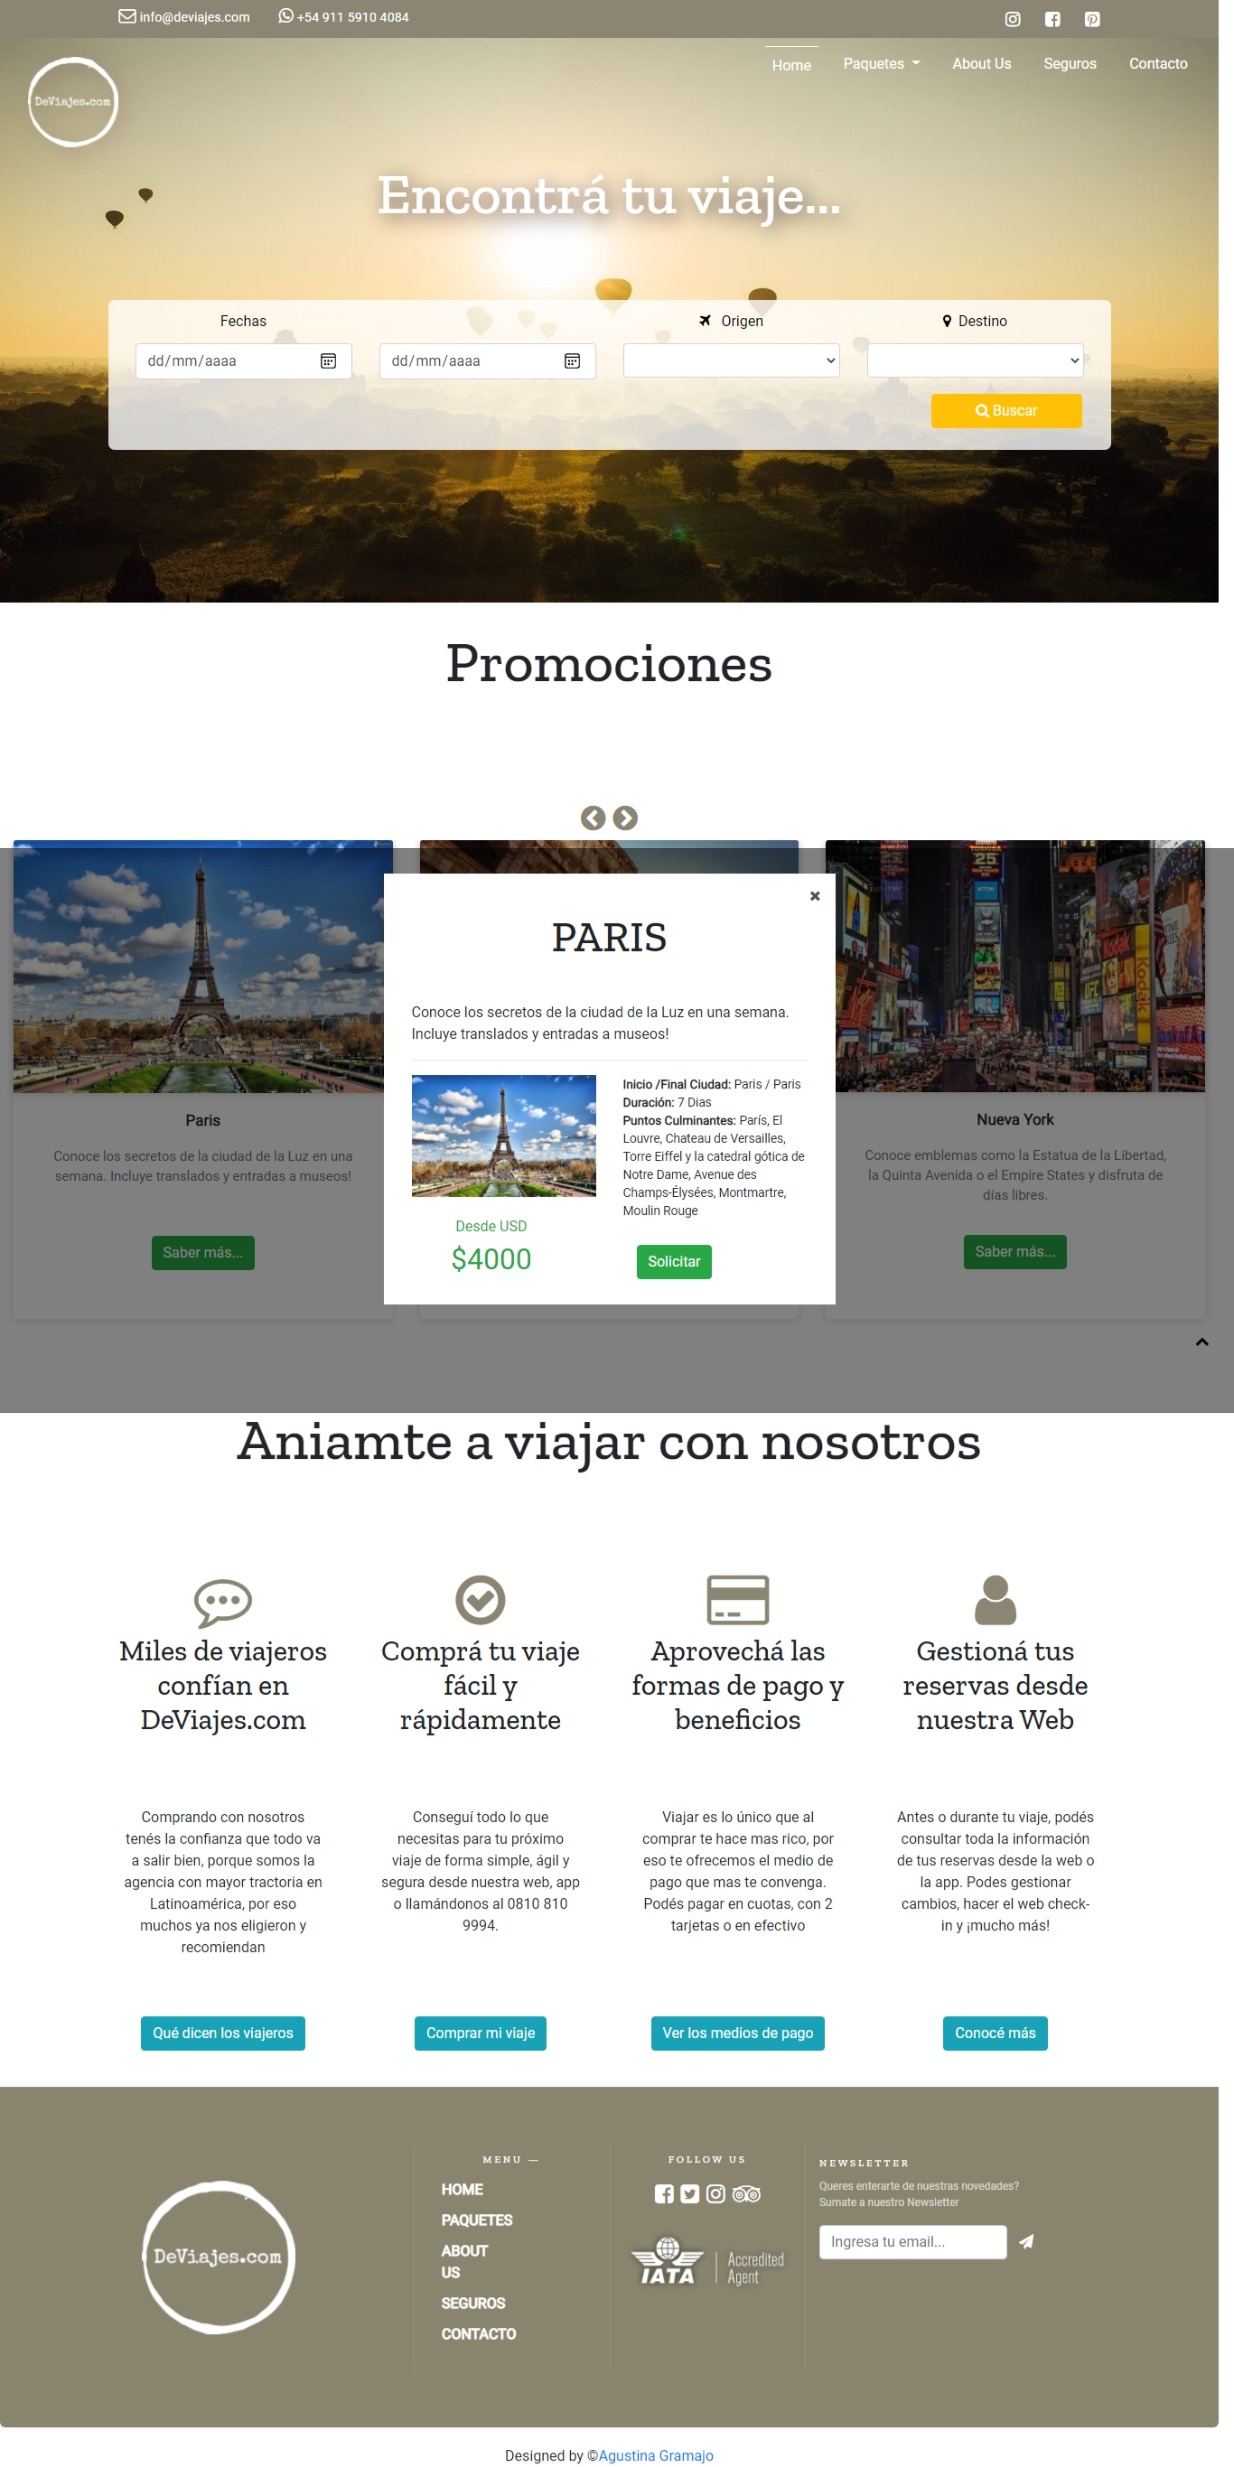 info@deviajes.com
+54 911 5910 4084
DeViajes.com
Home
Paquetes
About Us
Seguros
Contacto
Encontrá tu viaje...
Fechas
Origen
Destino
dd/mm/aaaa
dd/mm/aaaa
Buscar
Promociones
Paris
Conoce los secretos de la ciudad de la Luz en una
semana. Incluye translados y entradas a museos!
Saber más...
×
PARIS
Conoce los secretos de la ciudad de la Luz en una semana.
Incluye translados y entradas a museos!
Desde USD
$4000
Inicio /Final Ciudad: Paris / Paris
Duración: 7 Dias
Puntos Culminantes: París, El
Louvre, Chateau de Versailles,
Torre Eiffel y la catedral gótica de
Notre Dame, Avenue des
Champs-Élysées, Montmartre,
Moulin Rouge
Solicitar
TOSHIBA
25
Kodak
Kodak
UFC
TIME
Nueva York
Conoce emblemas como la Estatua de la Libertad,
la Quinta Avenida o el Empire States y disfruta de
días libres.
Saber más...
Aniamte a viajar con nosotros
Miles de viajeros
confían en
DeViajes.com
Comprando con nosotros
tenés la confianza que todo va
a salir bien, porque somos la
agencia con mayor tractoria en
Latinoamérica, por eso
muchos ya nos eligieron y
recomiendan
Qué dicen los viajeros
Comprá tu viaje
fácil y
rápidamente
Conseguí todo lo que
necesitas para tu próximo
viaje de forma simple, ágil y
segura desde nuestra web, app
o llamándonos al 0810 810
9994.
Comprar mi viaje
Aprovechá las
formas de pago y
beneficios
Viajar es lo único que al
comprar te hace mas rico, por
eso te ofrecemos el medio de
pago que mas te convenga.
Podés pagar en cuotas, con 2
tarjetas o en efectivo
Ver los medios de pago
Gestioná tus
reservas desde
nuestra Web
Antes o durante tu viaje, podés
consultar toda la información
de tus reservas desde la web o
la app. Podes gestionar
cambios, hacer el web check-
in y ¡mucho más!
Conocé más
DeViajes.com
MENU —
HOME
PAQUETES
ABOUT
US
SEGUROS
CONTACTO
FOLLOW US
IATA
Accredited
Agent
NEWSLETTER
Queres enterarte de nuestras novedades?
Sumate a nuestro Newsletter
Ingresa tu email...
Designed by ©Agustina Gramajo